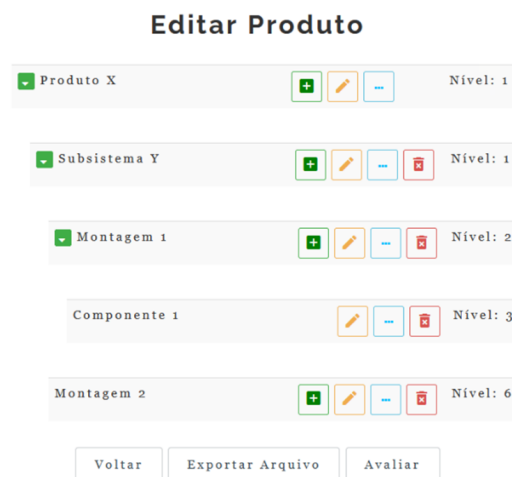 Editar Produto
Produto X Nível: 1
Subsistema Y Nível: 1
Montagem 1 Nível: 2
Componente 1 Nível: 3
Montagem 2 Nível: 6
Voltar Exportar Arquivo Avaliar